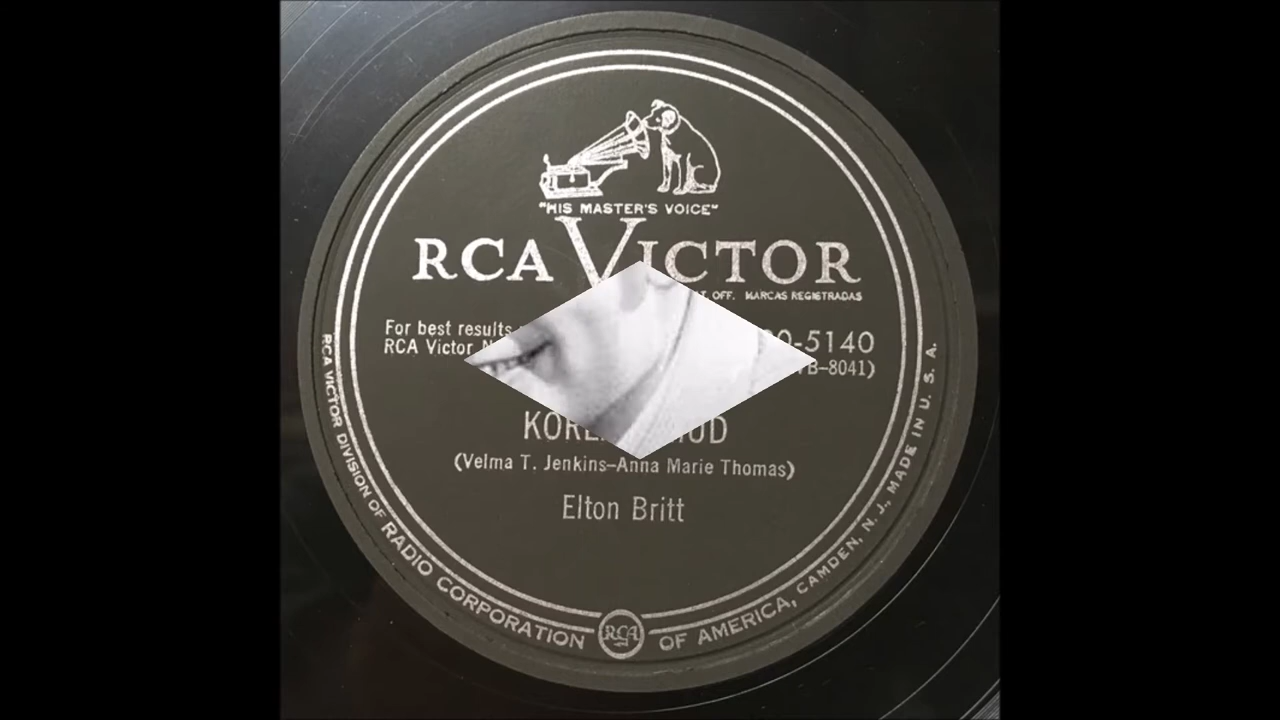 "HIS MASTER'S VOICE"
RCA VICTOR
OFF. MARCAS REGISTRADAS
For best results
RCA Victor
-5140
B-8041)
MUD
(Velma T. Jenkins–Anna Marie Thomas)
Elton Britt
RCA VICTOR DIVISION OF RADIO CORPORATION OF AMERICA, CAMDEN, N. J., MADE IN U. S. A.
RCA